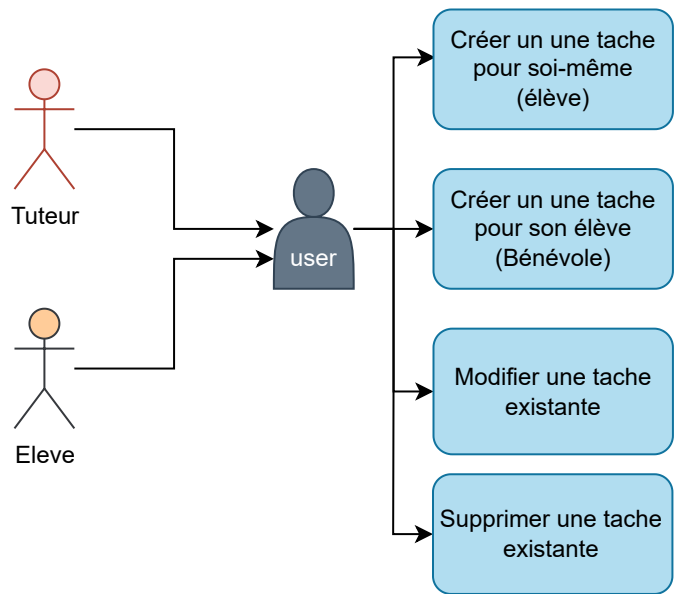 Créer un une tache
pour soi-même
(élève)
Tuteur
Créer un une tache
pour son élève
(Bénévole)
user
Eleve
Modifier une tache
existante
Supprimer une tache
existante